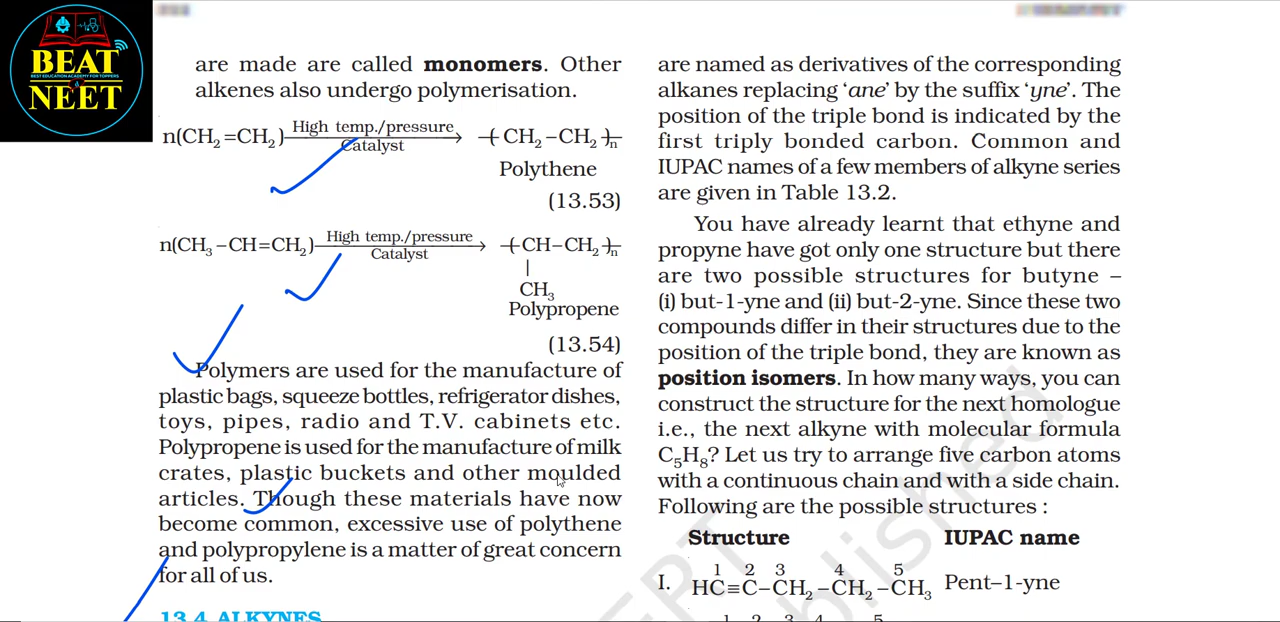 BEAT
BEST EDUCATION ACADEMY FOR TOPPERS
NEET
are made are called monomers. Other
alkenes also undergo polymerisation.
n(CH₂=CH₂) High temp./pressure Catalyst → –(CH₂–CH₂)–ₙ
Polythene
(13.53)
n(CH₃–CH=CH₂) High temp./pressure Catalyst → –(CH–CH₂)–ₙ
|
CH₃
Polypropene
(13.54)
Polymers are used for the manufacture of
plastic bags, squeeze bottles, refrigerator dishes,
toys, pipes, radio and T.V. cabinets etc.
Polypropene is used for the manufacture of milk
crates, plastic buckets and other moulded
articles. Though these materials have now
become common, excessive use of polythene
and polypropylene is a matter of great concern
for all of us.
13.4 ALKYNES
are named as derivatives of the corresponding
alkanes replacing ‘ane’ by the suffix ‘yne’. The
position of the triple bond is indicated by the
first triply bonded carbon. Common and
IUPAC names of a few members of alkyne series
are given in Table 13.2.
You have already learnt that ethyne and
propyne have got only one structure but there
are two possible structures for butyne –
(i) but-1-yne and (ii) but-2-yne. Since these two
compounds differ in their structures due to the
position of the triple bond, they are known as
position isomers. In how many ways, you can
construct the structure for the next homologue
i.e., the next alkyne with molecular formula
C₅H₈? Let us try to arrange five carbon atoms
with a continuous chain and with a side chain.
Following are the possible structures :
Structure IUPAC name
1 2 3 4 5
I. HC≡C–CH₂–CH₂–CH₃ Pent–1-yne
1 2 3 4 5